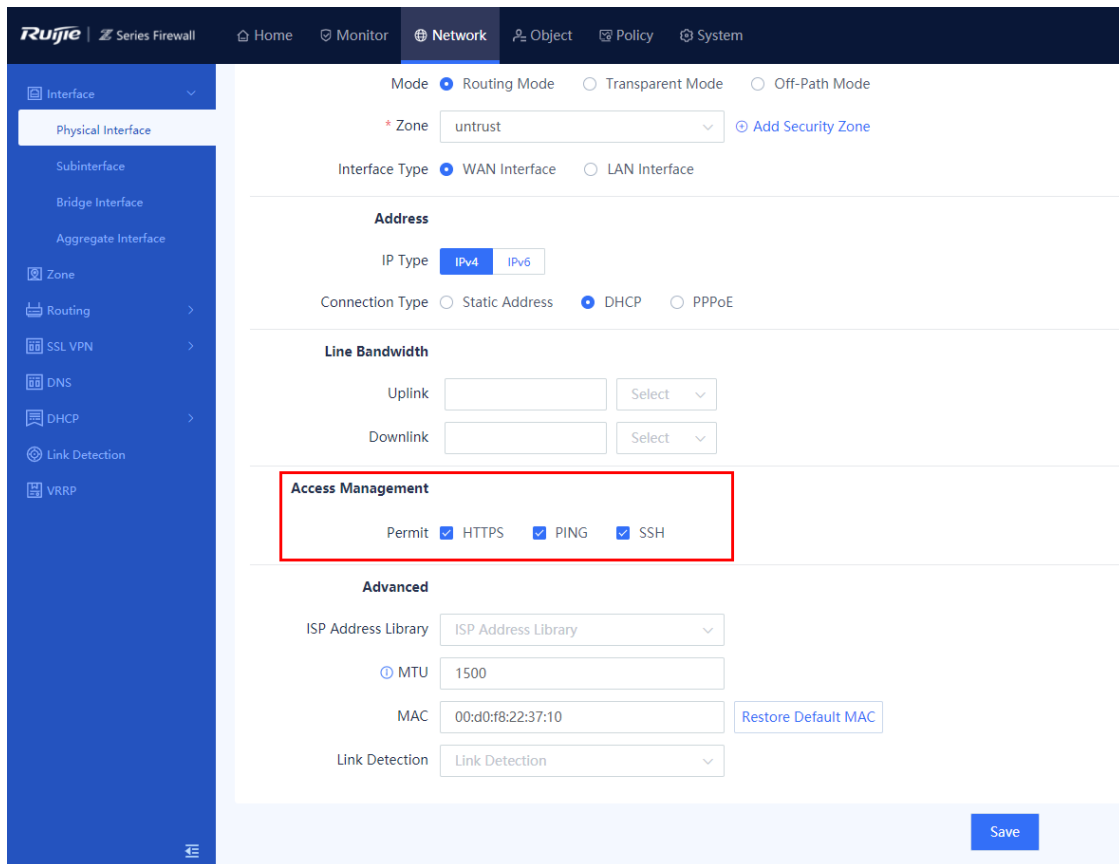 Ruijie | Z Series Firewall Home Monitor Network Object Policy System
Interface
Physical Interface
Subinterface
Bridge Interface
Aggregate Interface
Zone
Routing
SSL VPN
DNS
DHCP
Link Detection
VRRP
Mode Routing Mode Transparent Mode Off-Path Mode
* Zone untrust Add Security Zone
Interface Type WAN Interface LAN Interface
Address
IP Type IPv4 IPv6
Connection Type Static Address DHCP PPPoE
Line Bandwidth
Uplink Select
Downlink Select
Access Management
Permit HTTPS PING SSH
Advanced
ISP Address Library ISP Address Library
MTU 1500
MAC 00:d0:f8:22:37:10 Restore Default MAC
Link Detection Link Detection
Save